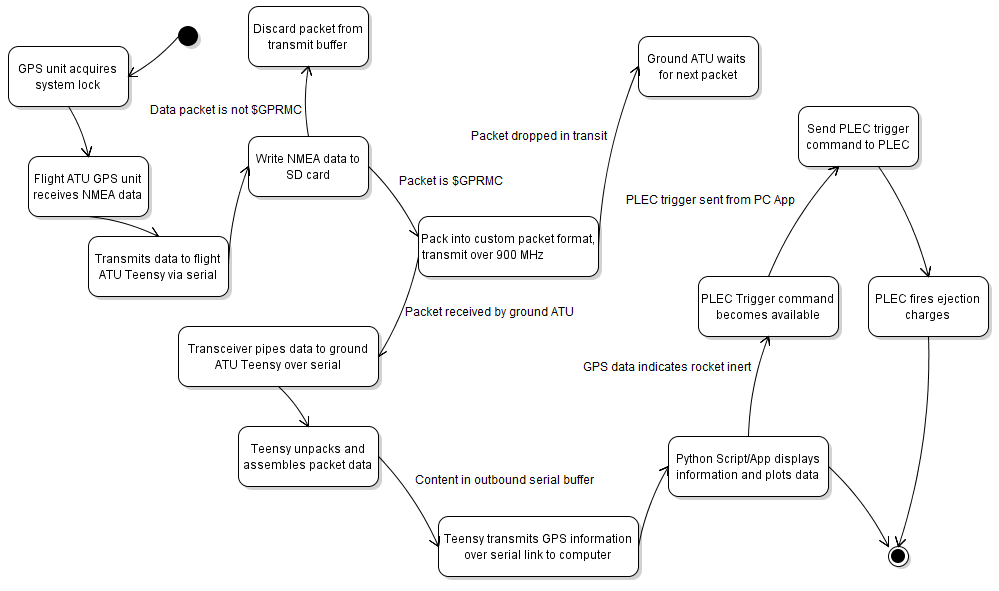 Discard packet from
transmit buffer
GPS unit acquires
system lock
Ground ATU waits
for next packet
Data packet is not $GPRMC
Send PLEC trigger
command to PLEC
Packet dropped in transit
Write NMEA data to
SD card
Flight ATU GPS unit
receives NMEA data
Packet is $GPRMC
PLEC trigger sent from PC App
Pack into custom packet format,
transmit over 900 MHz
Transmits data to flight
ATU Teensy via serial
PLEC Trigger command
becomes available
PLEC fires ejection
charges
Packet received by ground ATU
Transceiver pipes data to ground
ATU Teensy over serial
GPS data indicates rocket inert
Teensy unpacks and
assembles packet data
Python Script/App displays
information and plots data
Content in outbound serial buffer
Teensy transmits GPS information
over serial link to computer